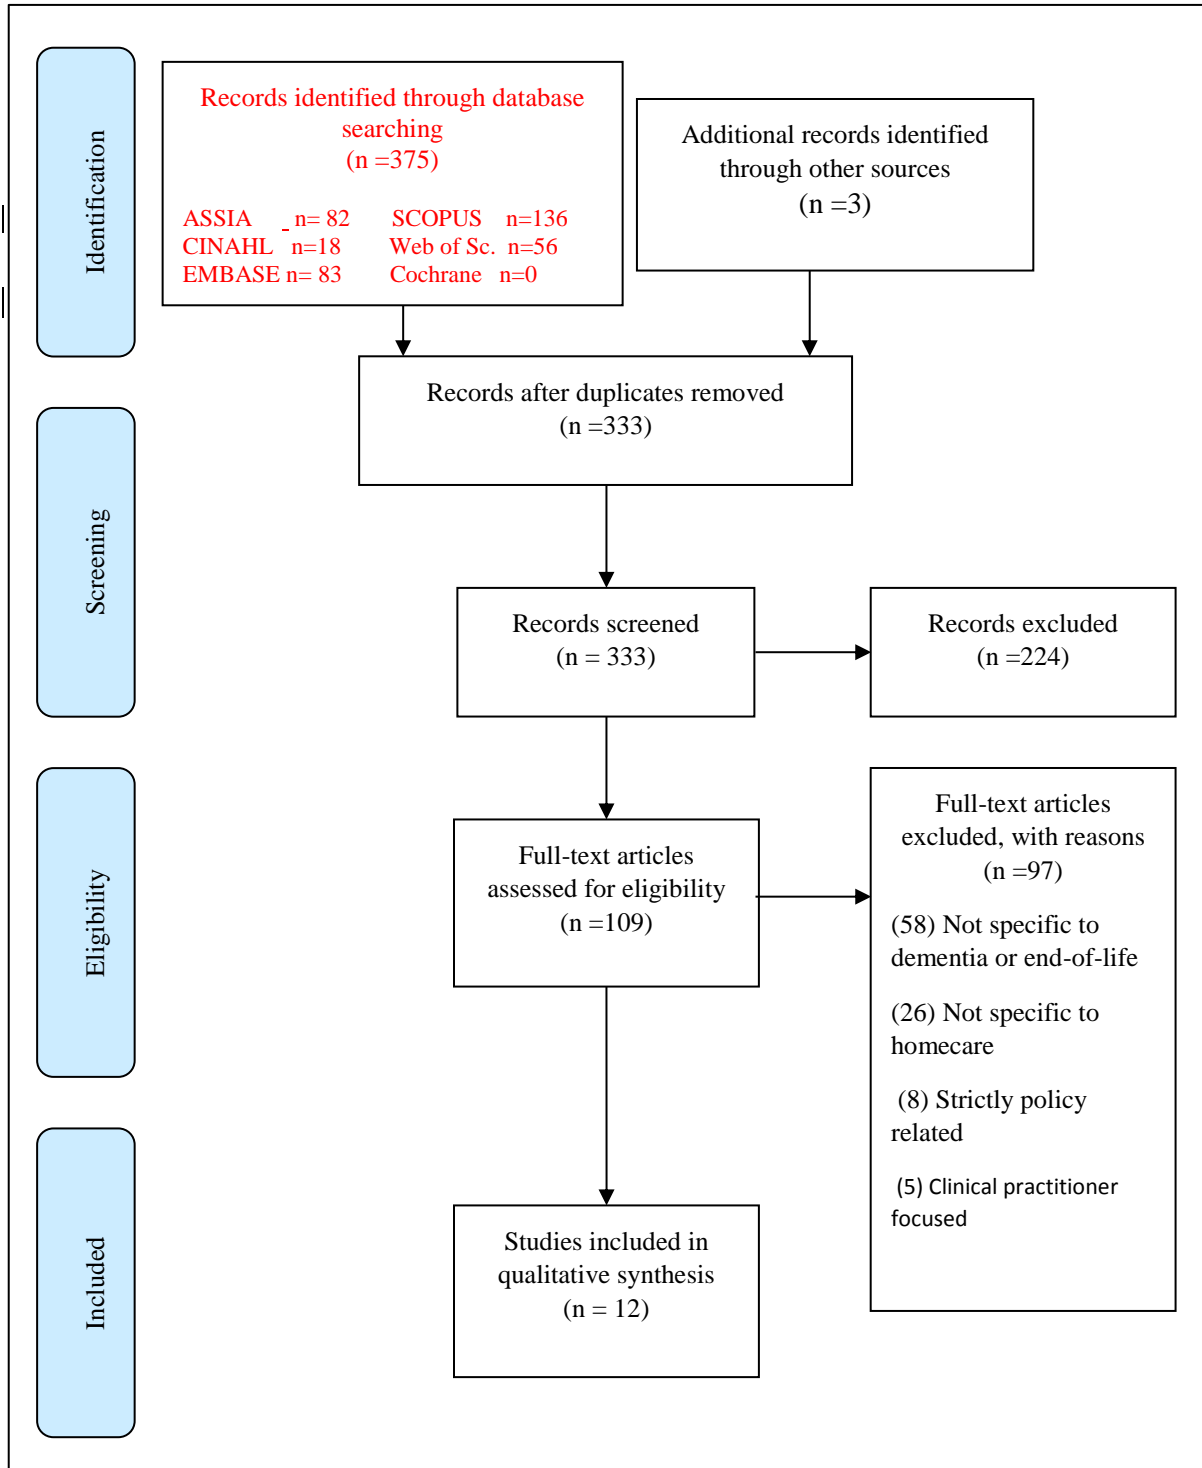 Identification
Records identified through database
searching
(n =375)
ASSIA _ n= 82 SCOPUS n=136
CINAHL n=18 Web of Sc. n=56
EMBASE n= 83 Cochrane n=0
Additional records identified
through other sources
(n =3)
Records after duplicates removed
(n =333)
Screening
Records screened
(n = 333)
Records excluded
(n =224)
Eligibility
Full-text articles
assessed for eligibility
(n =109)
Full-text articles
excluded, with reasons
(n =97)
(58) Not specific to
dementia or end-of-life
(26) Not specific to
homecare
(8) Strictly policy
related
(5) Clinical practitioner
focused
Included
Studies included in
qualitative synthesis
(n = 12)